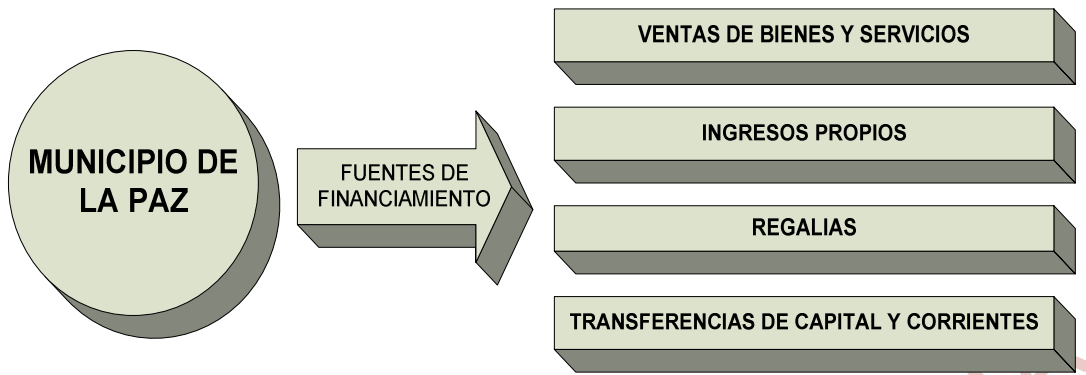 MUNICIPIO DE
LA PAZ
FUENTES DE
FINANCIAMIENTO
VENTAS DE BIENES Y SERVICIOS
INGRESOS PROPIOS
REGALIAS
TRANSFERENCIAS DE CAPITAL Y CORRIENTES